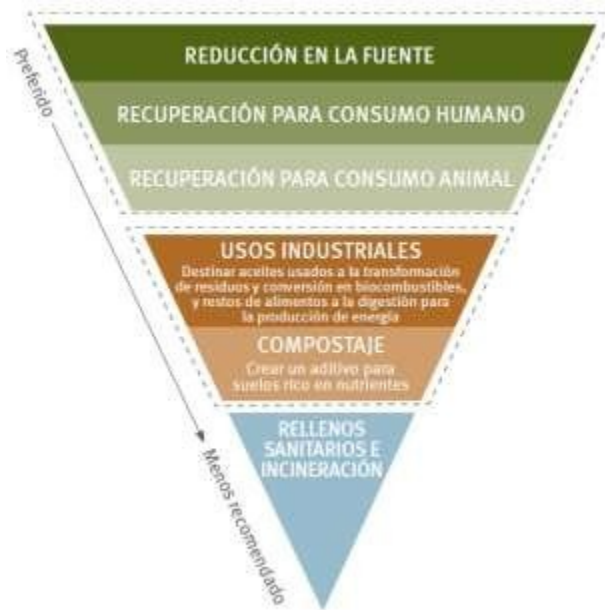 REDUCCIÓN EN LA FUENTE
RECUPERACIÓN PARA CONSUMO HUMANO
RECUPERACIÓN PARA CONSUMO ANIMAL
USOS INDUSTRIALES
Destinar aceites usados a la transformación
de residuos y conversión en biocombustibles,
y restos de alimentos a la digestión para
la producción de energía
COMPOSTAJE
Crear un aditivo para
suelos rico en nutrientes
RELLENOS
SANITARIOS E
INCINERACIÓN
Preferido
Menos recomendado